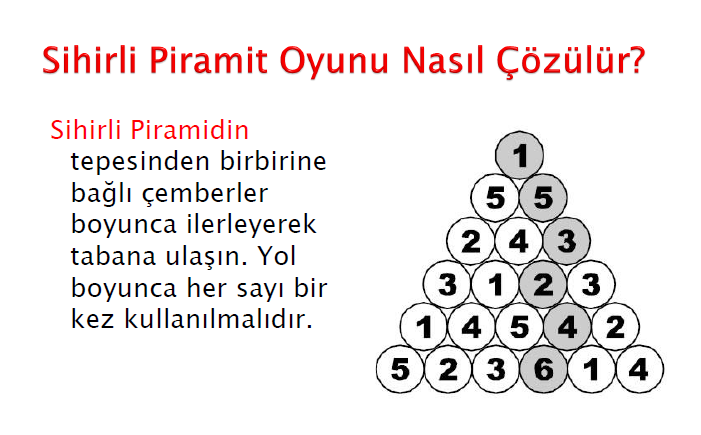 Sihirli Piramit Oyunu Nasıl Çözülür?
Sihirli Piramidin
tepesinden birbirine
bağlı çemberler
boyunca ilerleyerek
tabana ulaşın. Yol
boyunca her sayı bir
kez kullanılmalıdır.
1
5 5
2 4 3
3 1 2 3
1 4 5 4 2
5 2 3 6 1 4